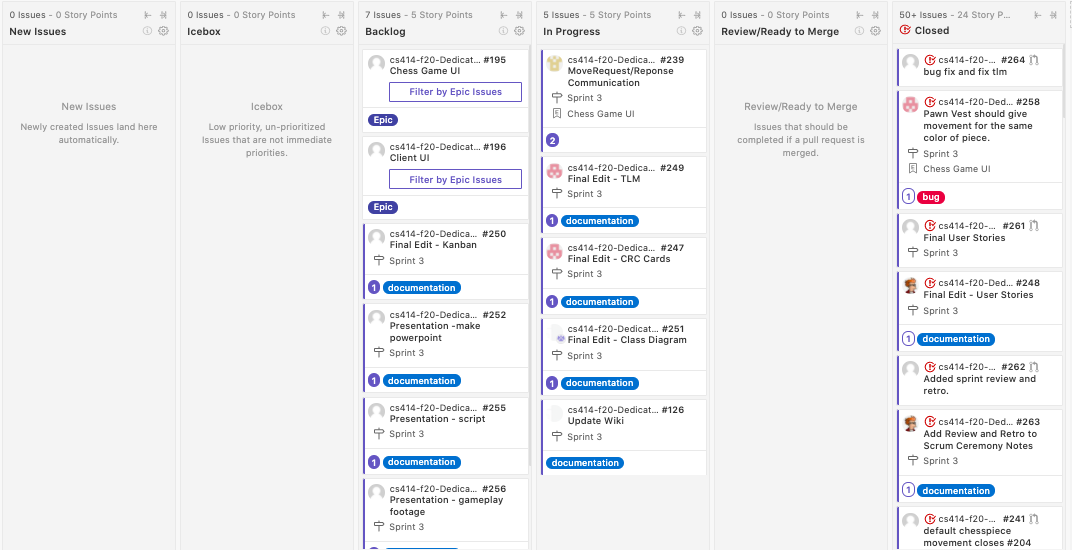 0 Issues - 0 Story Points
New Issues
New Issues
Newly created Issues land here
automatically.
0 Issues - 0 Story Points
Icebox
Icebox
Low priority, un-prioritized
Issues that are not immediate
priorities.
7 Issues - 5 Story Points
Backlog
cs414-f20-Dedicat... #195
Chess Game UI
Filter by Epic Issues
Epic
cs414-f20-Dedicat... #196
Client UI
Filter by Epic Issues
Epic
cs414-f20-Dedica... #250
Final Edit - Kanban
Sprint 3
1 documentation
cs414-f20-Dedica... #252
Presentation -make
powerpoint
Sprint 3
1 documentation
cs414-f20-Dedica... #255
Presentation - script
Sprint 3
1 documentation
cs414-f20-Dedica... #256
Presentation - gameplay
footage
Sprint 3
5 Issues - 5 Story Points
In Progress
cs414-f20-Dedica... #239
MoveRequest/Reponse
Communication
Sprint 3
Chess Game UI
2
cs414-f20-Dedica... #249
Final Edit - TLM
Sprint 3
1 documentation
cs414-f20-Dedica... #247
Final Edit - CRC Cards
Sprint 3
1 documentation
cs414-f20-Dedicat... #251
Final Edit - Class Diagram
Sprint 3
1 documentation
cs414-f20-Dedicat... #126
Update Wiki
Sprint 3
documentation
0 Issues - 0 Story Points
Review/Ready to Merge
Review/Ready to Merge
Issues that should be
completed if a pull request is
merged.
50+ Issues - 24 Story P...
Closed
cs414-f20-... #264
bug fix and fix tlm
cs414-f20-Ded... #258
Pawn Vest should give
movement for the same
color of piece.
Sprint 3
Chess Game UI
1 bug
cs414-f20-... #261
Final User Stories
Sprint 3
cs414-f20-Ded... #248
Final Edit - User Stories
Sprint 3
1 documentation
cs414-f20-... #262
Added sprint review and
retro.
cs414-f20-Ded... #263
Add Review and Retro to
Scrum Ceremony Notes
Sprint 3
1 documentation
cs414-f20-... #241
default chesspiece
movement closes #204